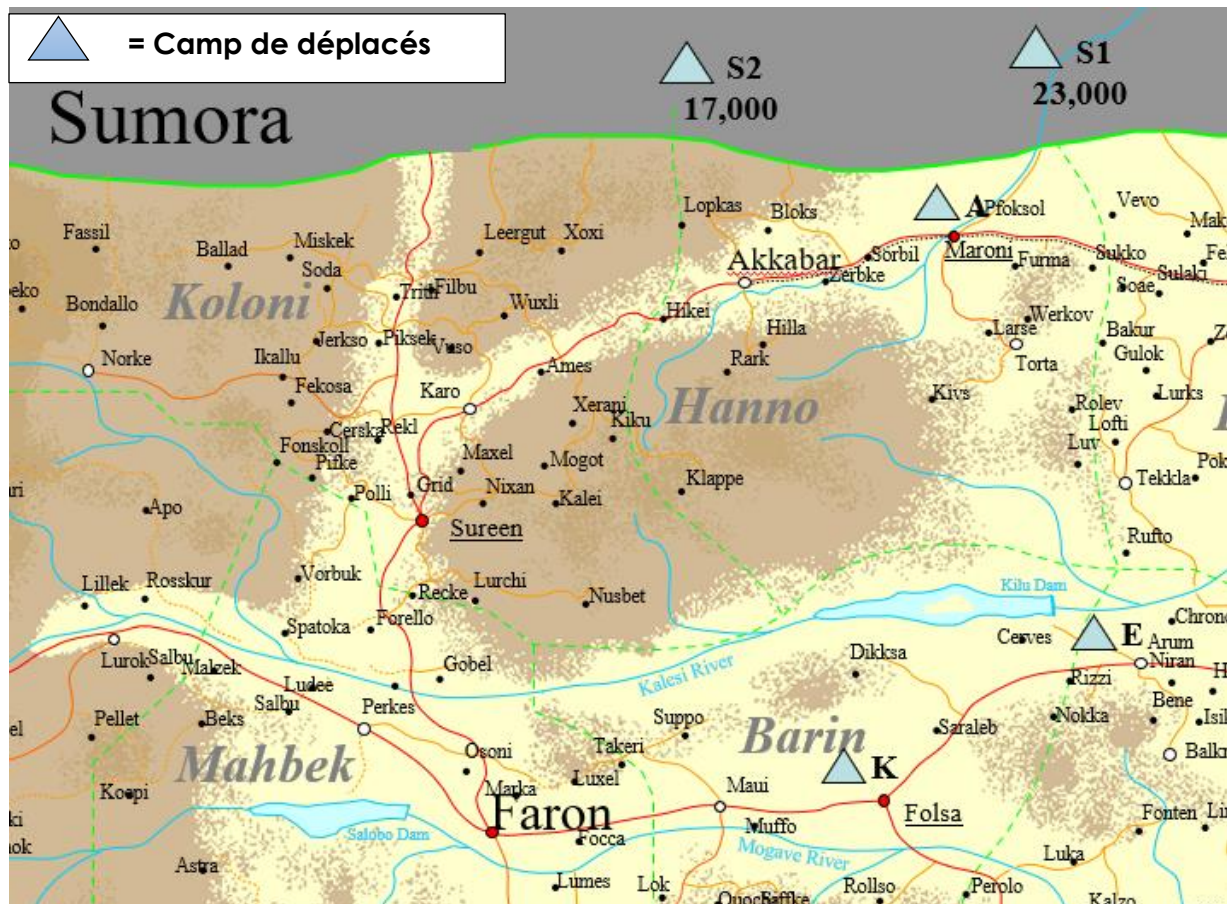 = Camp de déplacés
S2
S1
17,000
23,000
Sumora
A
Pfoksol
Vevo
Lopkas
Bloks
Fassil
Ballad
Miskek
Leergut
Xoxi
Sorbil
Maroni
Sukko
Akkabar
Soda
Filbu
Zerbke
Furma
Soae
Sulaki
Koloni
Bondallo
Wuxli
Hikei
Hilla
Werkov
Larse
Bakur
Jerkso
Piksek
Vuso
Norke
Ikallu
Ames
Rark
Torta
Gulok
Fekosa
Karo
Xerani
Hanno
Kivs
Lurks
Rolev
Kiku
Lofti
Cerska
Rekl
Fonskoll
Pifke
Maxel
Mogot
Luv
Klappe
Tekkla
Polli
Grid
Nixan
Kalei
Apo
Sureen
Rufto
Lillek
Rosskur
Vorbuk
Recke
Lurchi
Nusbet
Kilu Dam
Spatoka
Forello
Cerves
E
Arum
Lurok
Salbu
Malzek
Gobel
Kalesi River
Dikksa
Niran
Rizzi
Ludee
Salbu
Perkes
Bene
Pellet
Beks
Suppo
Barin
Saraleb
Nokka
Mahbek
Osoni
Takeri
K
Luxel
Marka
Maui
Koopi
Faron
Folsa
Fonten
Salobo Dam
Focca
Muffo
Mogave River
Luka
Astra
Lumes
Lok
Rollso
Perolo
Kalzo